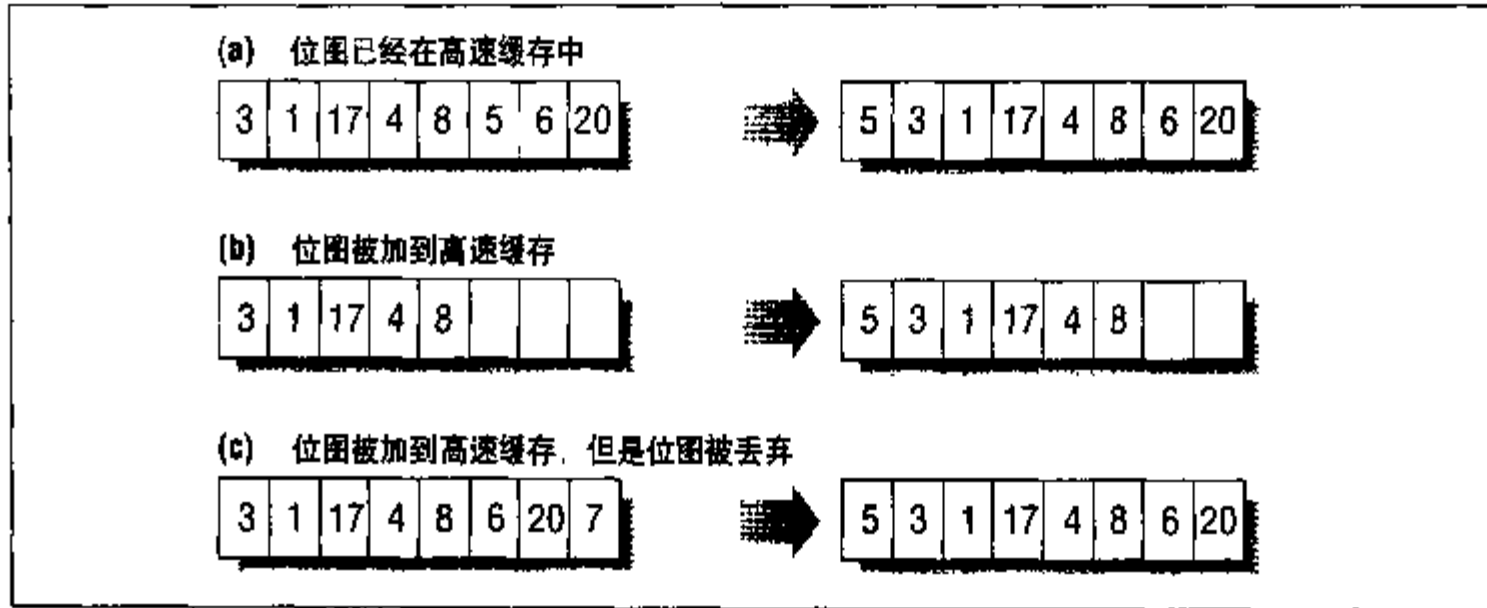 (a) 位图已经在高速缓存中
3 1 17 4 8 5 6 20 5 3 1 17 4 8 6 20
(b) 位图被加到高速缓存
3 1 17 4 8 5 3 1 17 4 8
(c) 位图被加到高速缓存，但是位图被丢弃
3 1 17 4 8 6 20 7 5 3 1 17 4 8 6 20